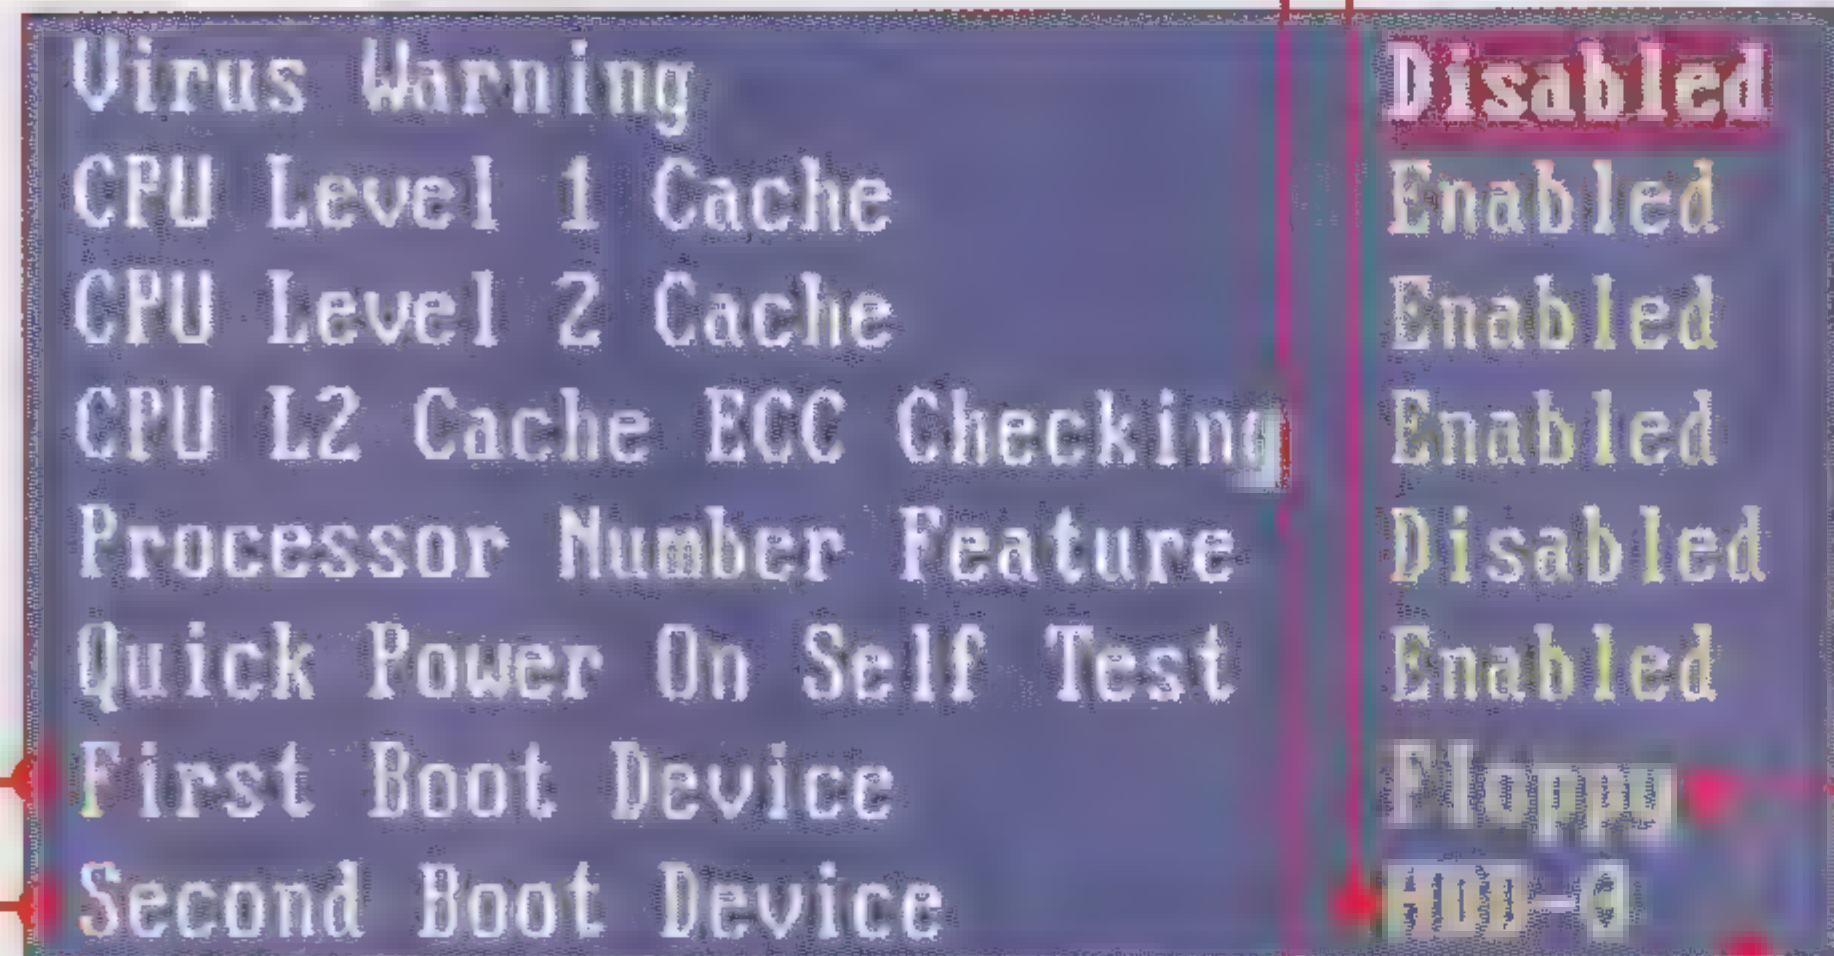 Virus Warning Disabled
CPU Level 1 Cache Enabled
CPU Level 2 Cache Enabled
CPU L2 Cache ECC Checking Enabled
Processor Number Feature Disabled
Quick Power On Self Test Enabled
First Boot Device Floppy
Second Boot Device HDD-0